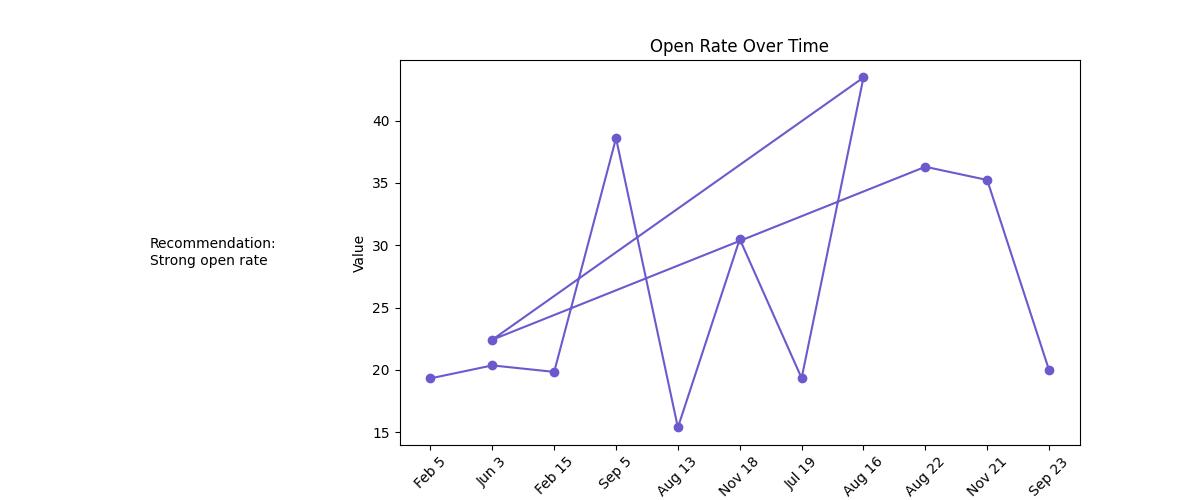 Open Rate Over Time
Recommendation:
Strong open rate
Value
40
35
30
25
20
15
Feb 5
Jun 3
Feb 15
Sep 5
Aug 13
Nov 18
Jul 19
Aug 16
Aug 22
Nov 21
Sep 23